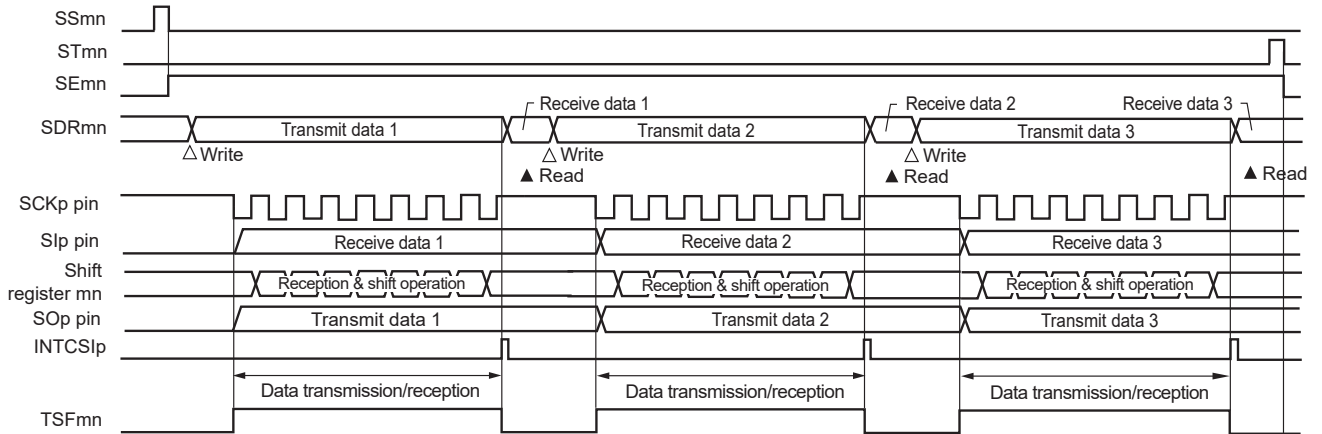 SSmn
STmn
SEmn
Receive data 1 Receive data 2 Receive data 3
SDRmn Transmit data 1 Transmit data 2 Transmit data 3
△ Write △ Write △ Write
▲ Read ▲ Read ▲ Read
SCKp pin
SIp pin Receive data 1 Receive data 2 Receive data 3
Shift
register mn Reception & shift operation Reception & shift operation Reception & shift operation
SOp pin Transmit data 1 Transmit data 2 Transmit data 3
INTCSIp
Data transmission/reception Data transmission/reception Data transmission/reception
TSFmn